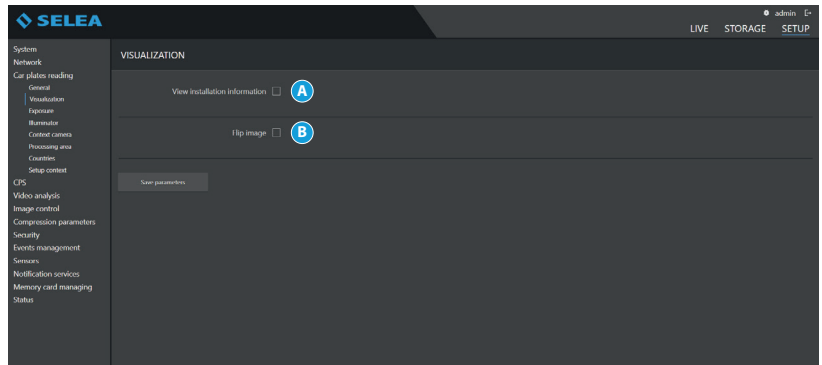 SELEA
admin
LIVE STORAGE SETUP
System
Network
Car plates reading
General
Visualization
Exposure
Illuminator
Context camera
Processing area
Countries
Setup context
CPS
Video analysis
Image control
Compression parameters
Security
Events management
Sensors
Notification services
Memory card managing
Status
VISUALIZATION
View installation information A
Flip image B
Save parameters